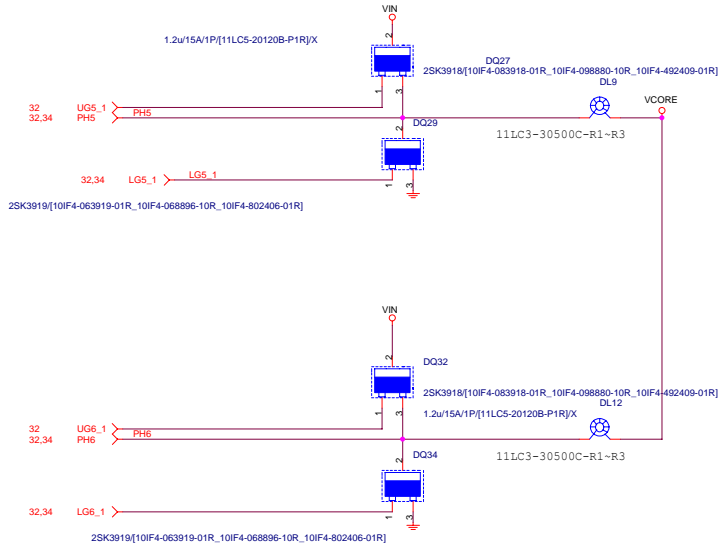 VIN
2
1.2u/15A/1P/[11LC5-20120B-P1R]/X
DQ27
2SK3918/[10IF4-083918-01R_10IF4-098880-10R_10IF4-492409-01R]
DL9
1
3
VCORE
32
UG5_1
32,34
PH5
PH5
DQ29
2
11LC3-30500C-R1~R3
32,34
LG5_1
LG5_1
1
3
2SK3919/[10IF4-063919-01R_10IF4-068896-10R_10IF4-802406-01R]
VIN
2
DQ32
2SK3918/[10IF4-083918-01R_10IF4-098880-10R_10IF4-492409-01R]
DL12
1
3
1.2u/15A/1P/[11LC5-20120B-P1R]/X
32
UG6_1
32,34
PH6
PH6
2
DQ34
11LC3-30500C-R1~R3
32,34
LG6_1
1
3
2SK3919/[10IF4-063919-01R_10IF4-068896-10R_10IF4-802406-01R]